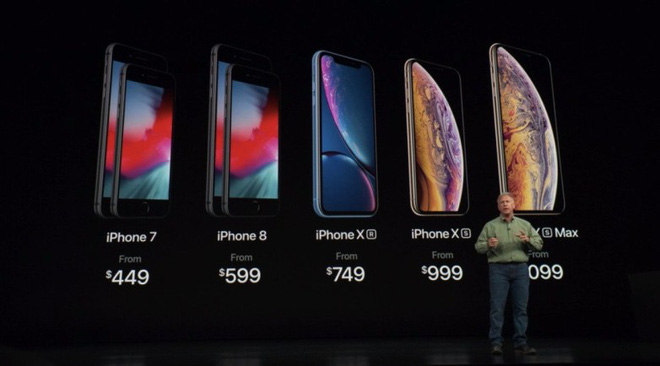 iPhone 7
From
$449
iPhone 8
From
$599
iPhone XR
From
$749
iPhone XS
From
$999
S Max
099